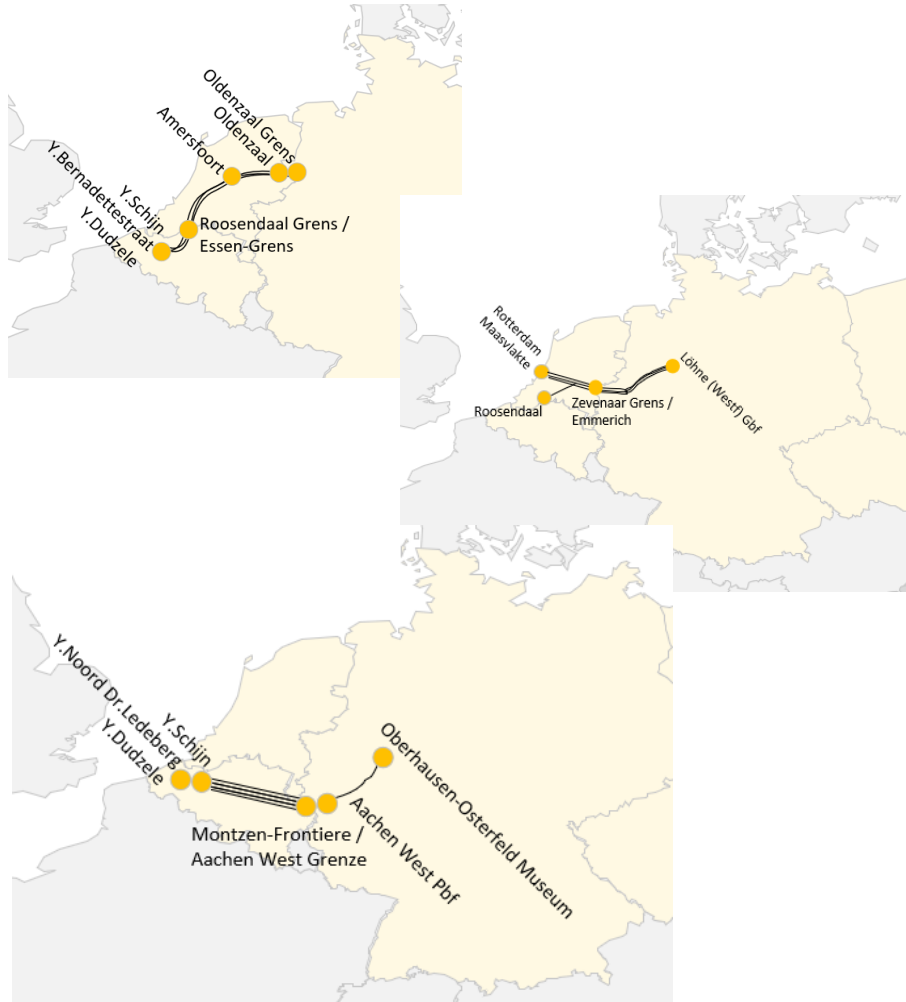 Oldenzaal Grens
Oldenzaal
Amersfoort
Y.Schijn
Y.Bernadettestraat
Y.Dudzele
Roosendaal Grens /
Essen-Grens
Rotterdam
Maasvlakte
Roosendaal
Zevenaar Grens /
Emmerich
Löhne (Westf) Gbf
Y.Noord Dr.Ledeberg
Y.Schijn
Y.Dudzele
Montzen-Frontiere /
Aachen West Grenze
Oberhausen-Osterfeld Museum
Aachen West Pbf